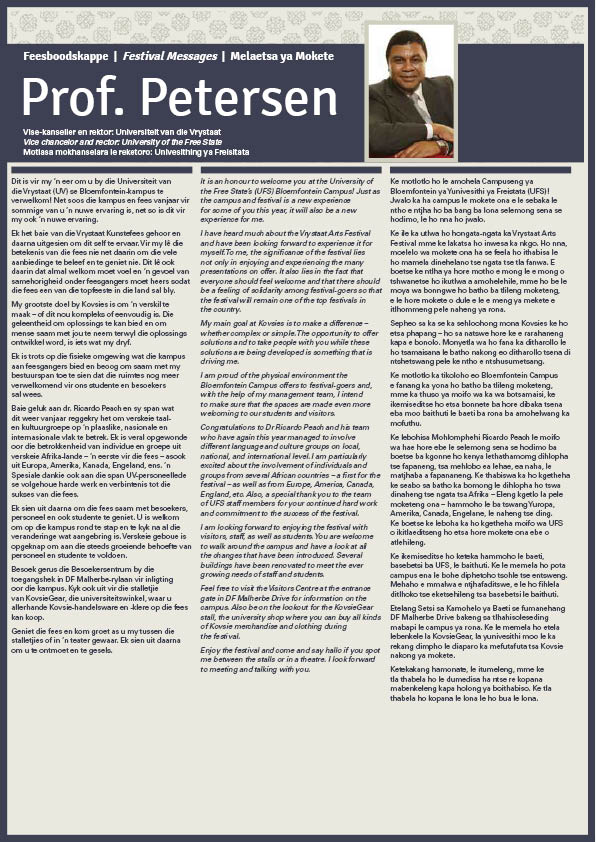 Feesboodskappe | Festival Messages | Melaetsa ya Mokete
Prof. Petersen
Vise-kanselier en rektor: Universiteit van die Vrystaat
Vice chancellor and rector: University of the Free State
Motlasa mokhanselara le reketoro: Univesithing ya Freisitata
Dit is vir my ‘n eer om u by die Universiteit van
die Vrystaat (UV) se Bloemfontein-kampus te
verwelkom! Net soos die kampus en fees vanjaar vir
sommige van u ‘n nuwe ervaring is, net so is dit vir
my ook ‘n nuwe ervaring.
Ek het baie van die Vrystaat Kunstefees gehoor en
daarna uitgesien om dit self te ervaar. Vir my lê die
betekenis van die fees nie net daarin om die vele
aanbiedinge te beleef en te geniet nie. Dit lê ook
daarin dat almal welkom moet voel en ‘n gevoel van
samehorigheid onder feesgangers moet heers sodat
die fees een van die topfeeste in die land sal bly.
My grootste doel by Kovsies is om ‘n verskil te
maak – of dit nou kompleks of eenvoudig is. Die
geleentheid om oplossings te kan bied en om
mense saam met jou te neem terwyl die oplossings
ontwikkel word, is iets wat my dryf.
Ek is trots op die fisieke omgewing wat die kampus
aan feesgangers bied en beoog om saam met my
bestuurspan toe te sien dat die ruimtes nog meer
verwelkomend vir ons studente en besoekers
sal wees.
Baie geluk aan dr. Ricardo Peach en sy span wat
dit weer vanjaar reggekry het om verskeie taal-
en kultuurgroepe op ‘n plaaslike, nasionale en
internasionale vlak te betrek. Ek is veral opgewonde
oor die betrokkenheid van individue en groepe uit
verskeie Afrika-lande – ‘n eerste vir die fees – asook
uit Europa, Amerika, Kanada, Engeland, ens. ‘n
Spesiale dankie ook aan die span UV-personeellede
se volgehoue harde werk en verbintenis tot die
sukses van die fees.
Ek sien uit daarna om die fees saam met besoekers,
personeel en ook studente te geniet. U is welkom
om op die kampus rond te stap en te kyk na al die
veranderinge wat aangebring is. Verskeie geboue is
opgeknap om aan die steeds groeiende behoefte van
personeel en studente te voldoen.
Besoek gerus die Besoekersentrum by die
toegangshek in DF Malherbe-rylaan vir inligting
oor die kampus. Kyk ook uit vir die stalletjie
van KovsieGear, die universiteitswinkel, waar u
allerhande Kovsie-handelsware en -klere op die fees
kan koop.
Geniet die fees en kom groet as u my tussen die
stalletjies of in ‘n teater gewaar. Ek sien uit daarna
om u te ontmoet en te gesels.
It is an honour to welcome you at the University of
the Free State’s (UFS) Bloemfontein Campus! Just as
the campus and festival is a new experience
for some of you this year, it will also be a new
experience for me.
I have heard much about the Vrystaat Arts Festival
and have been looking forward to experience it for
myself. To me, the significance of the festival lies
not only in enjoying and experiencing the many
presentations on offer. It also lies in the fact that
everyone should feel welcome and that there should
be a feeling of solidarity among festival-goers so that
the festival will remain one of the top festivals in
the country.
My main goal at Kovsies is to make a difference –
whether complex or simple. The opportunity to offer
solutions and to take people with you while these
solutions are being developed is something that is
driving me.
I am proud of the physical environment the
Bloemfontein Campus offers to festival-goers and,
with the help of my management team, I intend
to make sure that the spaces are made even more
welcoming to our students and visitors.
Congratulations to Dr Ricardo Peach and his team
who have again this year managed to involve
different language and culture groups on local,
national, and international level. I am particularly
excited about the involvement of individuals and
groups from several African countries – a first for the
festival – as well as from Europe, America, Canada,
England, etc. Also, a special thank you to the team
of UFS staff members for your continued hard work
and commitment to the success of the festival.
I am looking forward to enjoying the festival with
visitors, staff, as well as students. You are welcome
to walk around the campus and have a look at all
the changes that have been introduced. Several
buildings have been renovated to meet the ever
growing needs of staff and students.
Feel free to visit the Visitors Centre at the entrance
gate in DF Malherbe Drive for information on the
campus. Also be on the lookout for the KovsieGear
stall, the university shop where you can buy all kinds
of Kovsie merchandise and clothing during
the festival.
Enjoy the festival and come and say hallo if you spot
me between the stalls or in a theatre. I look forward
to meeting and talking with you.
Ke motlotlo ho le amohela Campuseng ya
Bloemfontein ya Yunivesithi ya Freistata (UFS)!
Jwalo ka ha campus le mokete ona e le sebaka le
ntho e ntjha ho ba bang ba lona selemong sena se
hodimo, le ho nna ho jwalo.
Ke ile ka utlwa ho hongata-ngata ka Vrystaat Arts
Festival mme ke lakatsa ho inwesa ka nkgo. Ho nna,
moelelo wa mokete ona ha se feela ho ithabisa le
ho mamela dinehelano tse ngata tse tla fanwa. E
boetse ke ntlha ya hore motho e mong le e mong o
tshwanetse ho ikutlwa a amohelehile, mme ho be le
moya wa bonngwe ho batho ba tlileng moketeng,
e le hore mokete o dule e le e meng ya mekete e
itlhommeng pele naheng ya rona.
Sepheo sa ka se ka sehloohong mona Kovsies ke ho
etsa phapang – ho sa natswe hore ke e rarahaneng
kapa e bonolo. Monyetla wa ho fana ka ditharollo le
ho tsamaisana le batho nakong eo ditharollo tsena di
ntshetswang pele ke ntho e ntshusumetsang.
Ke motlotlo ka tikoloho eo Bloemfontein Campus
e fanang ka yona ho batho ba tlileng moketeng,
mme ka thuso ya moifo wa ka wa botsamaisi, ke
ikemiseditse ho etsa bonnete ba hore dibaka tsena
eba moo baithuti le baeti ba rona ba amohelwang ka
mofuthu.
Ke lebohisa Mohlomphehi Ricardo Peach le moifo
wa hae hore ebe le selemong sena se hodimo ba
boetse ba kgonne ho kenya lethathamong dihlopha
tse fapaneng, tsa mehlobo ea lehae, ea naha, le
matjhaba a fapananeng. Ke thabiswa ka ho kgetheha
ke seabo sa batho ka bomong le dihlopha ho tswa
dinaheng tse ngata tsa Afrika – Eleng kgetlo la pele
moketeng ona – hammoho le ba tswang Yuropa,
Amerika, Canada, Engelane, le naheng tse ding.
Ke boetse ke leboha ka ho kgetheha moifo wa UFS
o ikitlaeditseng ho etsa hore mokete ona ebe o
atlehileng.
Ke ikemiseditse ho keteka hammoho le baeti,
basebetsi ba UFS, le baithuti. Ke le memela ho pota
campus ena le bohe diphetoho tsohle tse entsweng.
Mehaho e mmalwa e ntjhafaditswe, e le ho fihlela
ditlhoko tse eketsehileng tsa basebetsi le baithuti.
Etelang Setsi sa Kamohelo ya Baeti se fumanehang
DF Malherbe Drive bakeng sa tlhahisoleseding
mabapi le campus ya rona. Ke le memela ho etela
lebenkele la KovsieGear, la yunivesithi moo le ka
rekang dimpho le diaparo ka mefutafuta tsa Kovsie
nakong ya mokete.
Ketekakang hamonate, le itumeleng, mme ke
tla thabela ho le dumedisa ha ntse re kopana
mabenkeleng kapa holong ya boithabiso. Ke tla
thabela ho kopana le lona le ho bua le lona.